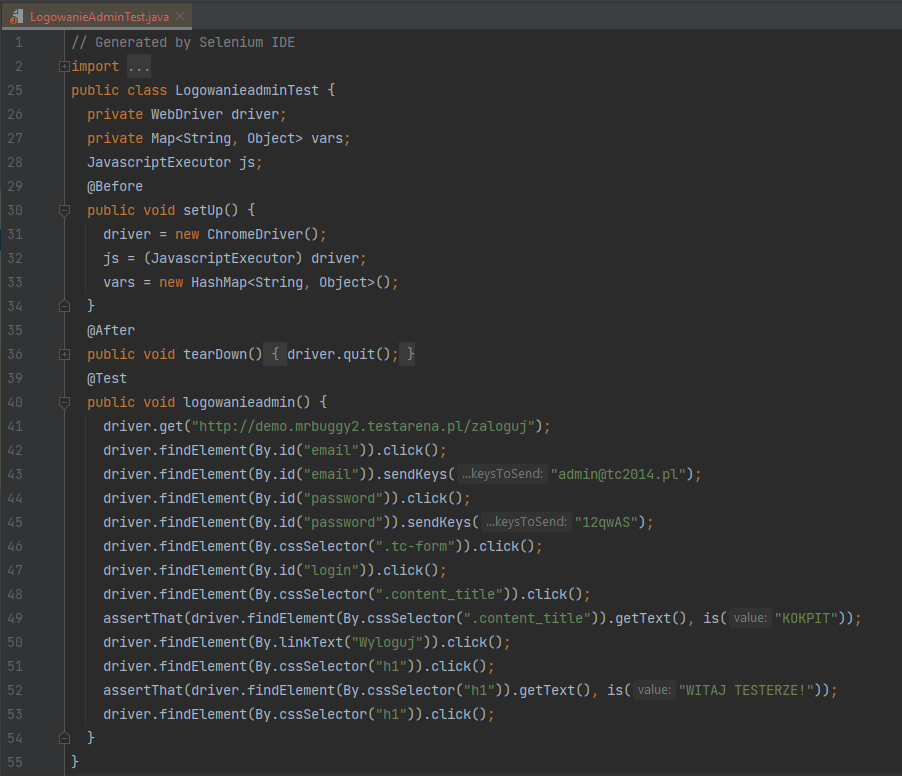 LogowanieAdminTest.java
1 // Generated by Selenium IDE
2 import ...
25 public class LogowanieadminTest {
26 private WebDriver driver;
27 private Map<String, Object> vars;
28 JavascriptExecutor js;
29 @Before
30 public void setUp() {
31 driver = new ChromeDriver();
32 js = (JavascriptExecutor) driver;
33 vars = new HashMap<String, Object>();
34 }
35 @After
36 public void tearDown() { driver.quit(); }
39 @Test
40 public void logowanieadmin() {
41 driver.get("http://demo.mrbuggy2.testarena.pl/zaloguj");
42 driver.findElement(By.id("email")).click();
43 driver.findElement(By.id("email")).sendKeys( ...keysToSend: "admin@tc2014.pl");
44 driver.findElement(By.id("password")).click();
45 driver.findElement(By.id("password")).sendKeys( ...keysToSend: "12qwAS");
46 driver.findElement(By.cssSelector(".tc-form")).click();
47 driver.findElement(By.id("login")).click();
48 driver.findElement(By.cssSelector(".content_title")).click();
49 assertThat(driver.findElement(By.cssSelector(".content_title")).getText(), is( value: "KOKPIT"));
50 driver.findElement(By.linkText("Wyloguj")).click();
51 driver.findElement(By.cssSelector("h1")).click();
52 assertThat(driver.findElement(By.cssSelector("h1")).getText(), is( value: "WITAJ TESTERZE!"));
53 driver.findElement(By.cssSelector("h1")).click();
54 }
55 }